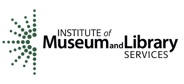 INSTITUTE of
Museum and Library
SERVICES